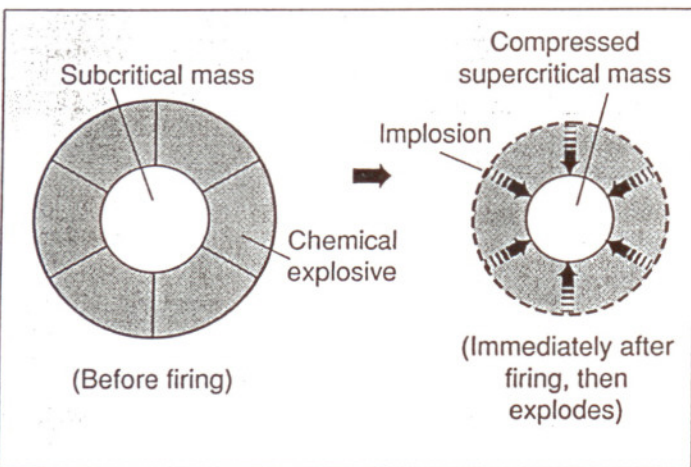 Subcritical mass
Chemical
explosive
(Before firing)
Compressed
supercritical mass
Implosion
(Immediately after
firing, then
explodes)